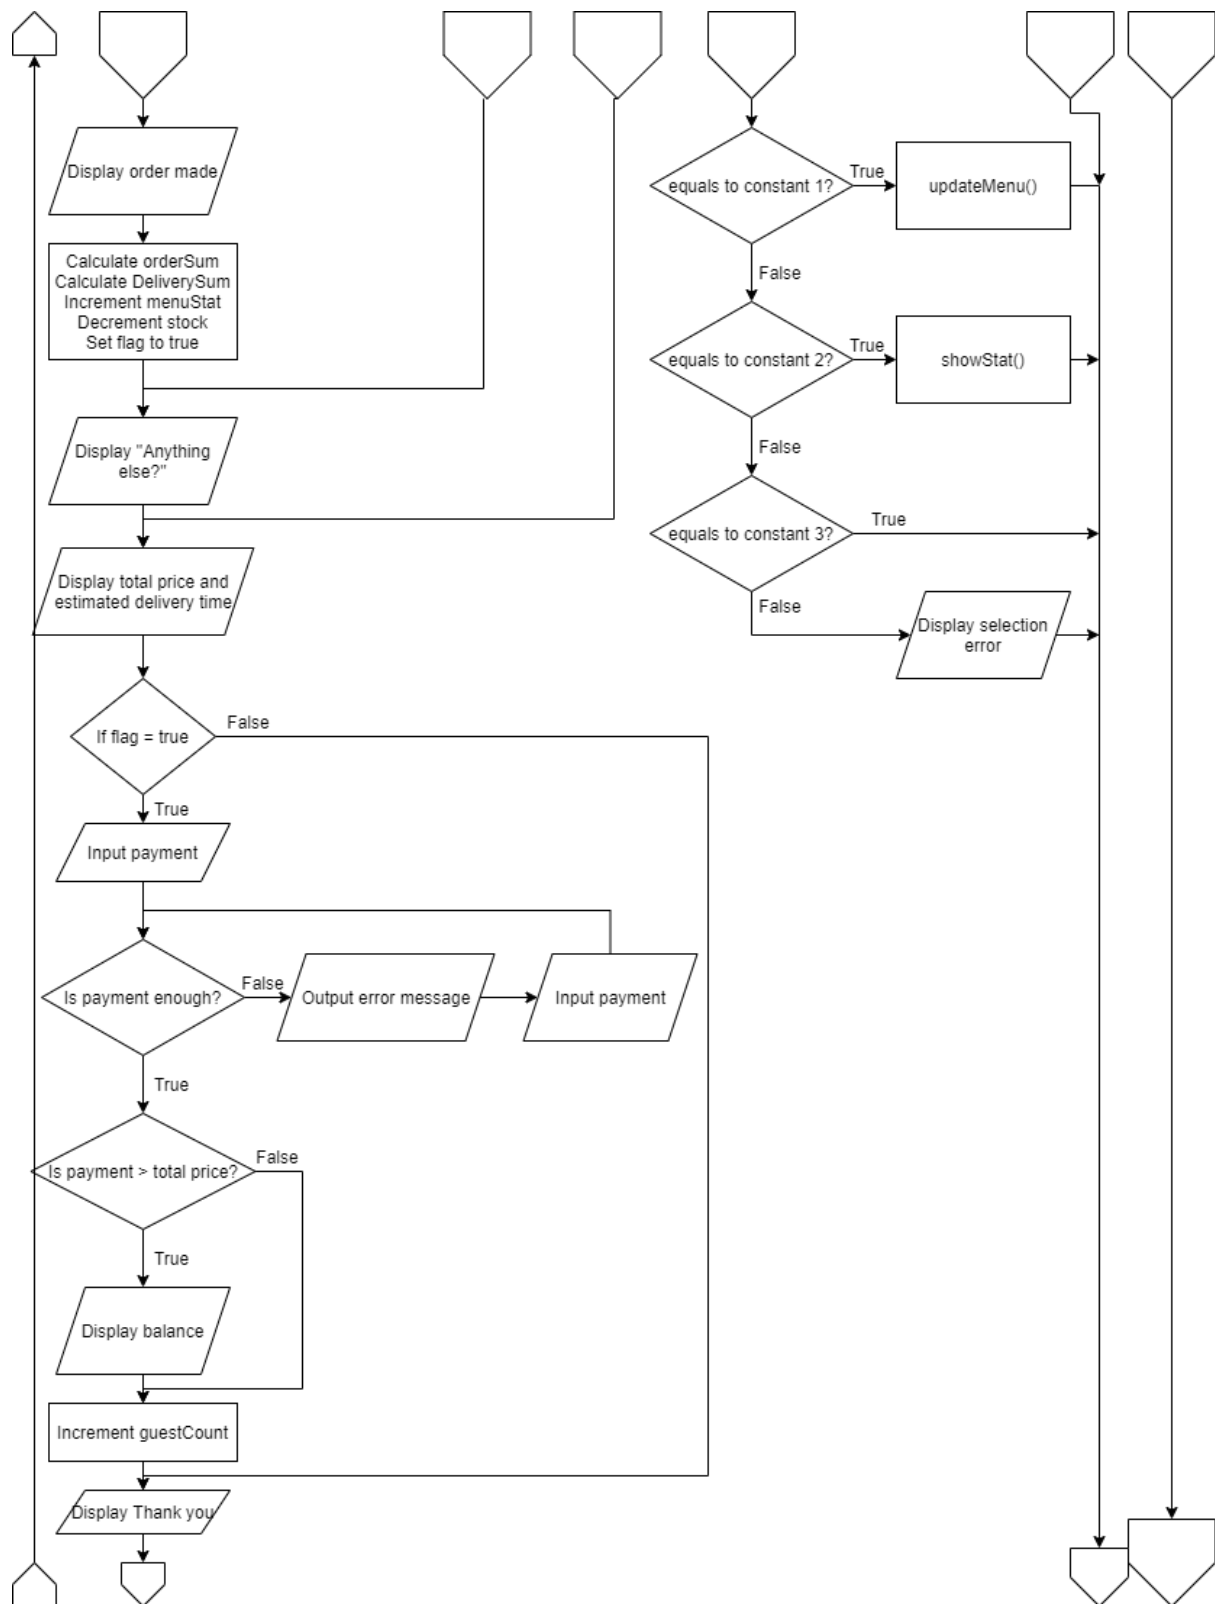 Display order made
Calculate orderSum
Calculate DeliverySum
Increment menuStat
Decrement stock
Set flag to true
Display "Anything
else?"
Display total price and
estimated delivery time
If flag = true
False
True
Input payment
Is payment enough?
False
Output error message
Input payment
True
Is payment > total price?
False
True
Display balance
Increment guestCount
Display Thank you
equals to constant 1?
True
updateMenu()
False
equals to constant 2?
True
showStat()
False
equals to constant 3?
True
False
Display selection
error